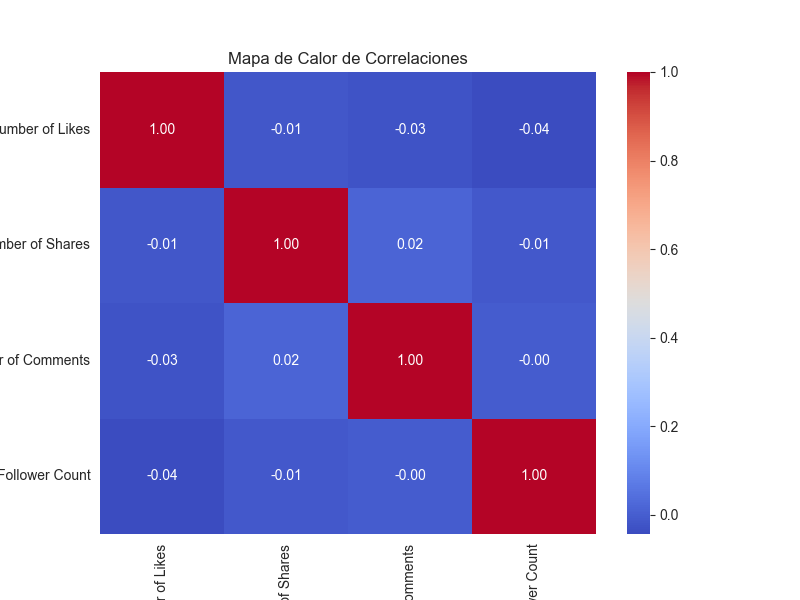 Mapa de Calor de Correlaciones
umber of Likes 1.00 -0.01 -0.03 -0.04
mber of Shares -0.01 1.00 0.02 -0.01
r of Comments -0.03 0.02 1.00 -0.00
Follower Count -0.04 -0.01 -0.00 1.00
r of Likes
of Shares
omments
wer Count
1.0
0.8
0.6
0.4
0.2
0.0